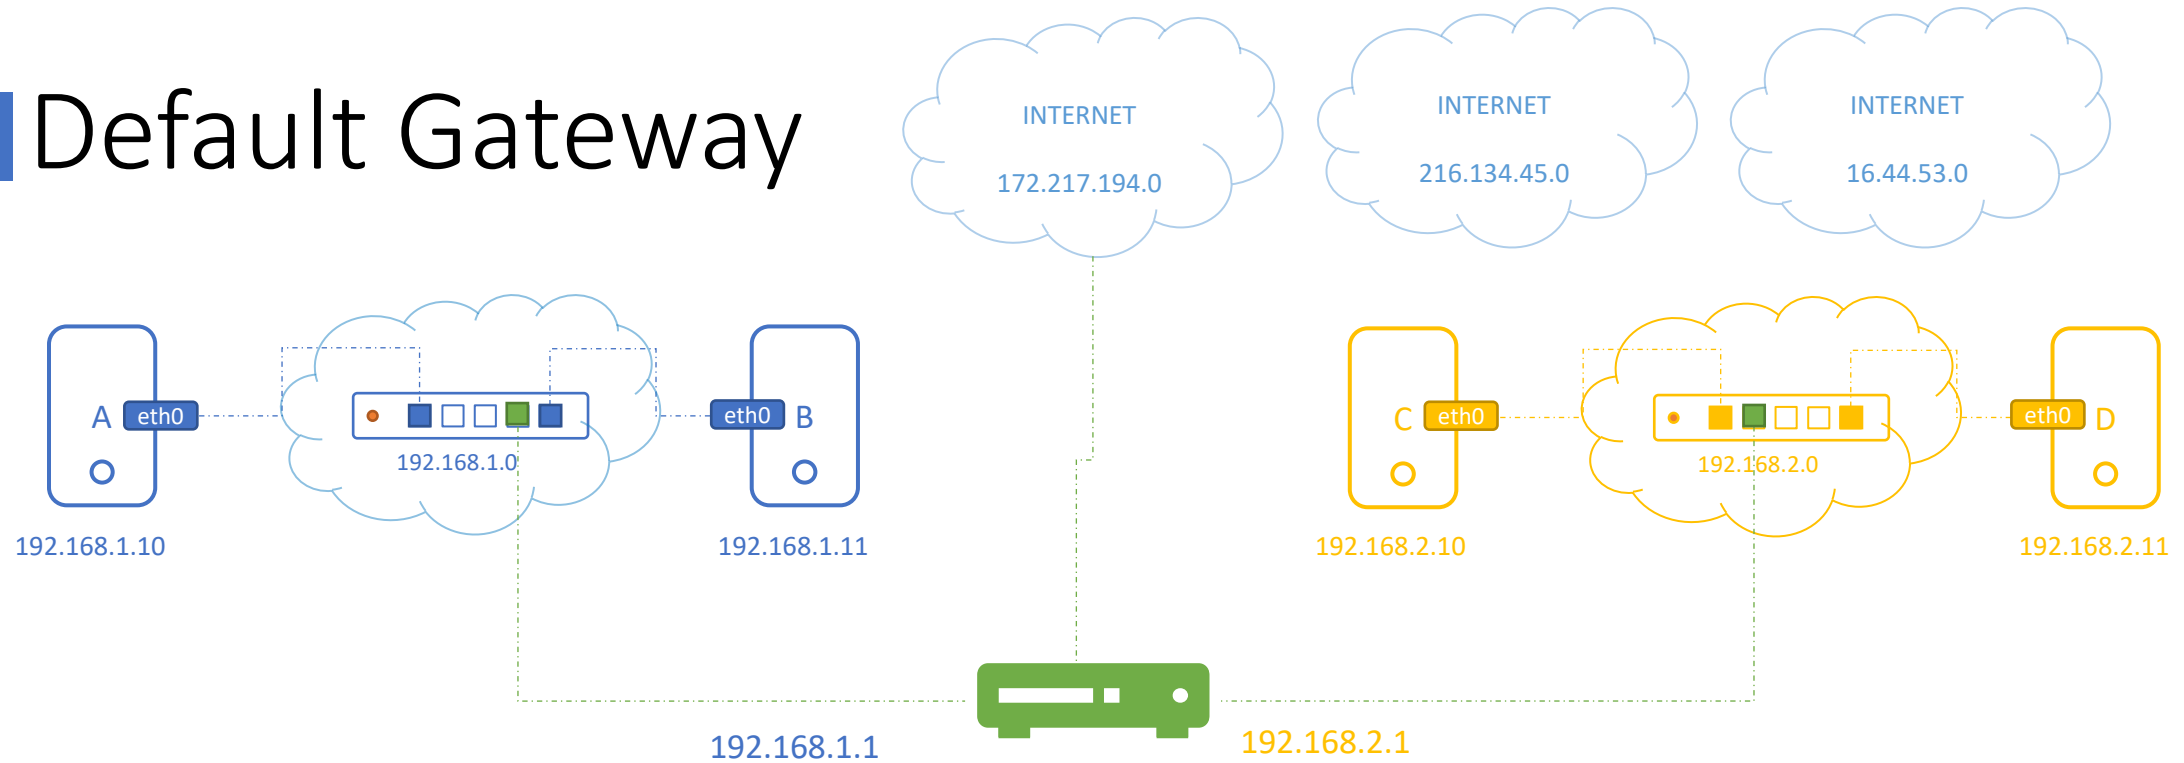 Default Gateway
INTERNET
172.217.194.0
INTERNET
216.134.45.0
INTERNET
16.44.53.0
A
eth0
192.168.1.0
eth0
B
C
eth0
192.168.2.0
eth0
D
192.168.1.10
192.168.1.11
192.168.2.10
192.168.2.11
192.168.1.1
192.168.2.1